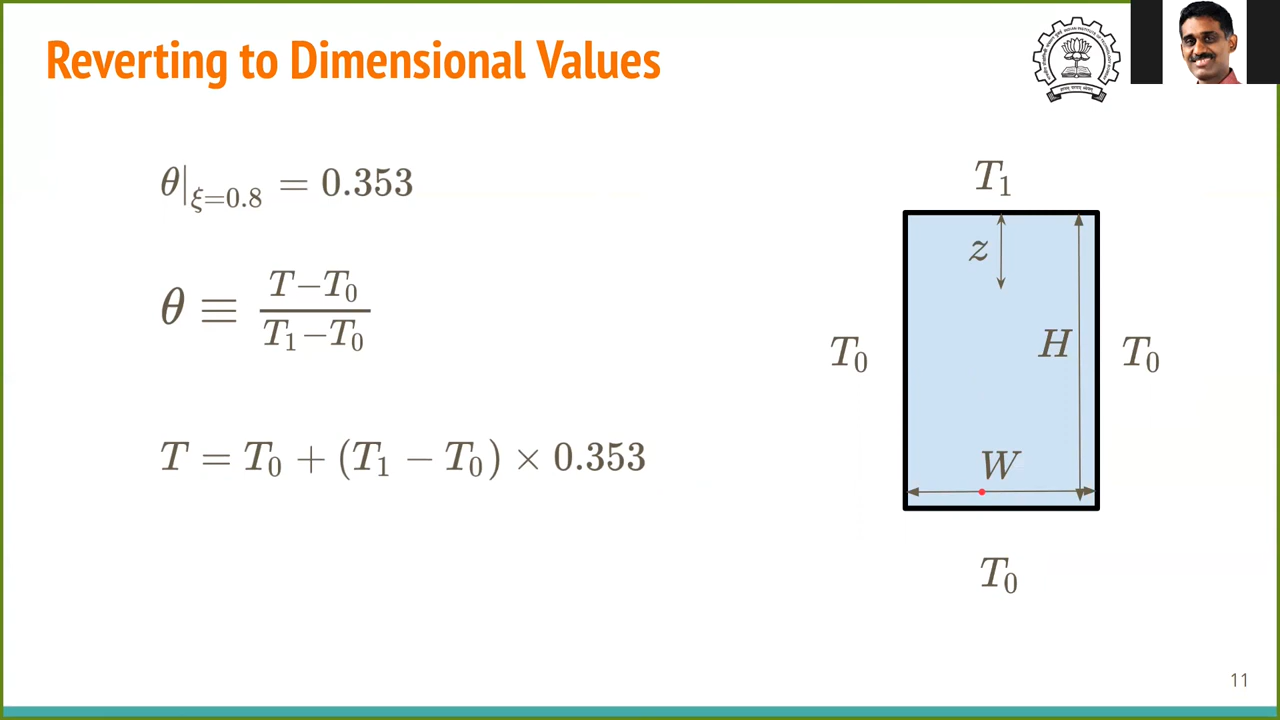 Reverting to Dimensional Values
θ|ξ=0.8 = 0.353
θ ≡ (T−T₀)/(T₁−T₀)
T = T₀ + (T₁ − T₀) × 0.353
T₁
z
H
T₀
T₀
W
T₀
11